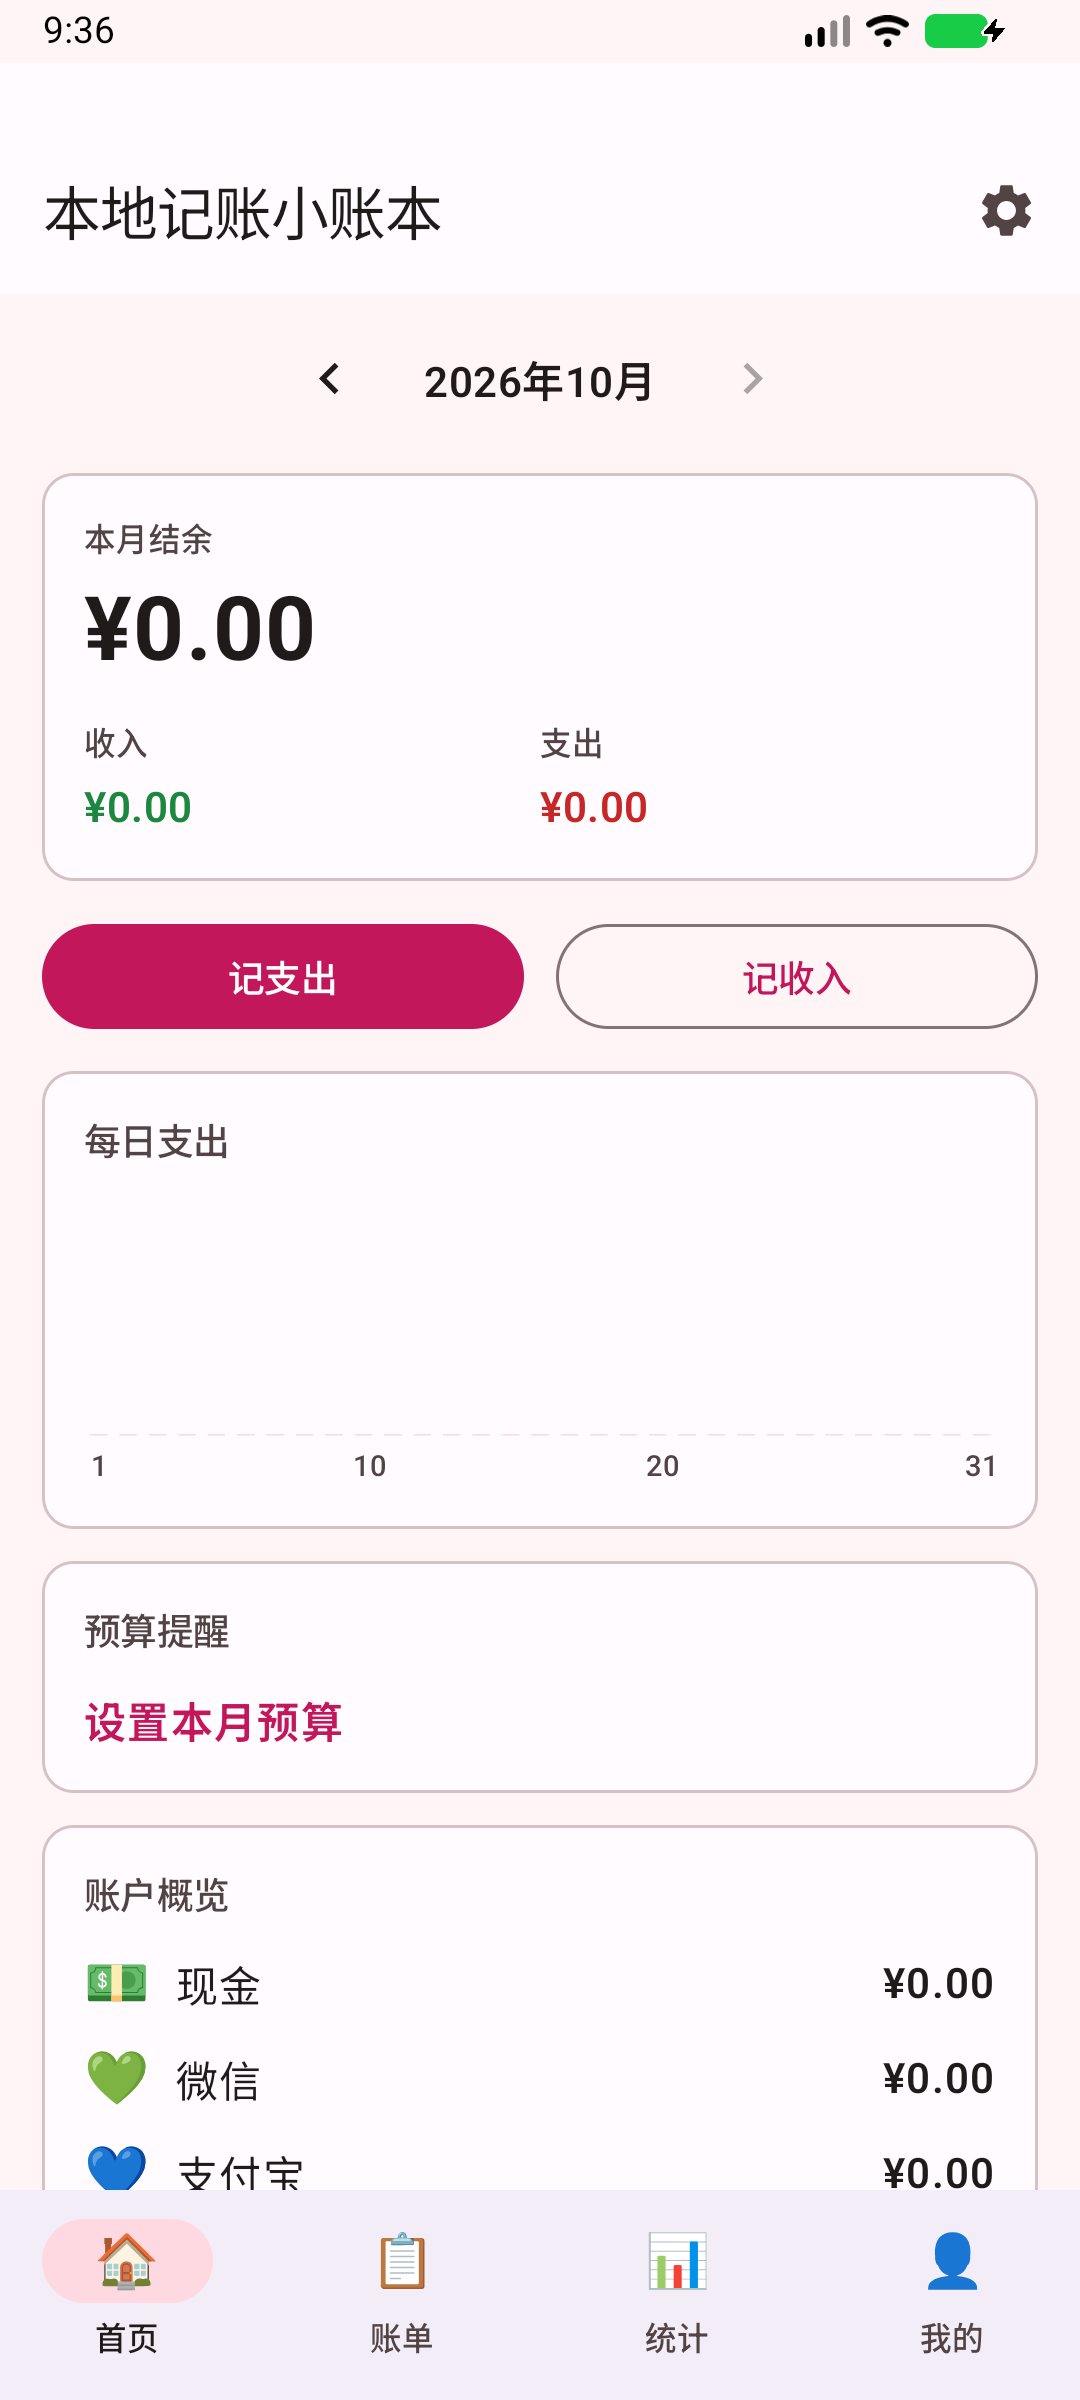 9:36
本地记账小账本
2026年10月
本月结余
¥0.00
收入
支出
¥0.00
¥0.00
记支出
记收入
每日支出
1 10 20 31
预算提醒
设置本月预算
账户概览
现金 ¥0.00
微信 ¥0.00
支付宝 ¥0.00
首页 账单 统计 我的